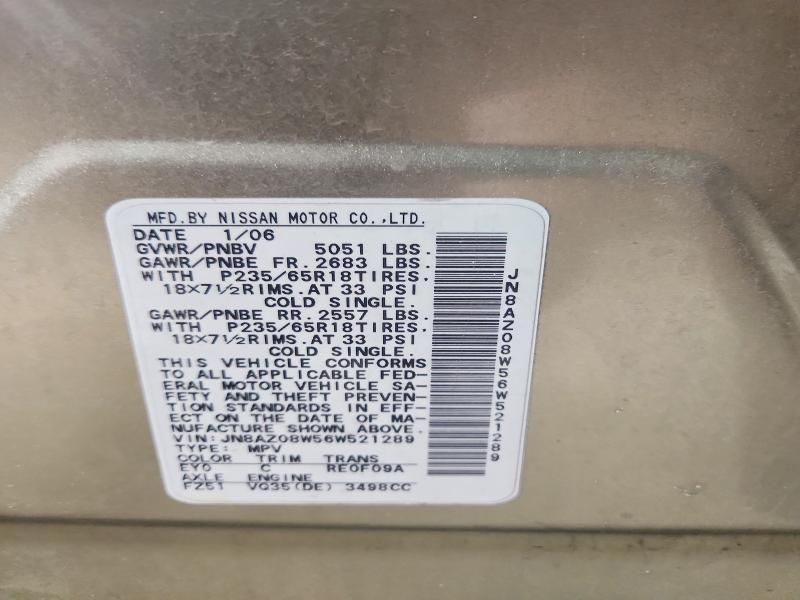 MFD.BY NISSAN MOTOR CO.,LTD.
DATE 1/06
GVWR/PNBV 5051 LBS.
GAWR/PNBE FR.2683 LBS.
WITH P235/65R18TIRES.
18×7½RIMS.AT 33 PSI
COLD SINGLE.
GAWR/PNBE RR.2557 LBS.
WITH P235/65R18TIRES.
18×7½RIMS.AT 33 PSI
COLD SINGLE.
THIS VEHICLE CONFORMS
TO ALL APPLICABLE FED-
ERAL MOTOR VEHICLE SA-
FETY AND THEFT PREVEN-
TION STANDARDS IN EFF-
ECT ON THE DATE OF MA-
NUFACTURE SHOWN ABOVE.
VIN:JN8AZ08W56W521289
TYPE: MPV
COLOR TRIM TRANS
EY0 C RE0F09A
AXLE ENGINE
FZ51 VQ35(DE) 3498CC
JN8AZ08W56W521289